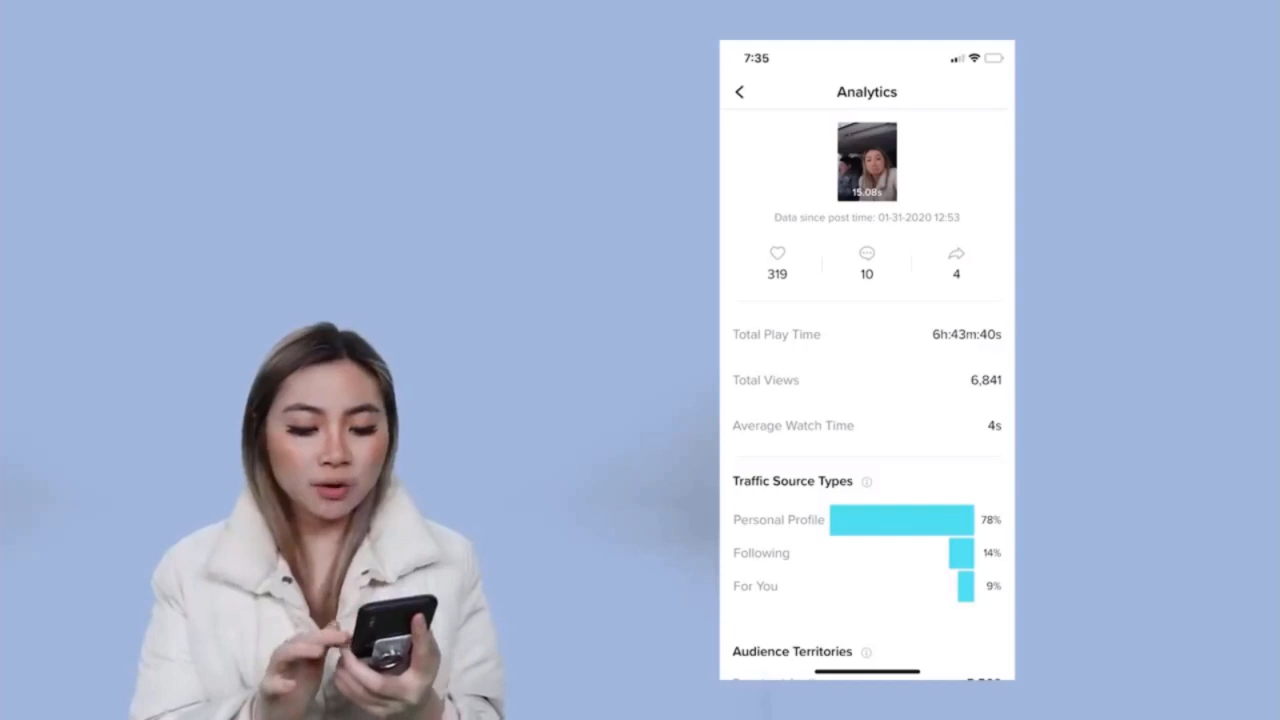 7:35
Analytics
15.08s
Data since post time: 01-31-2020 12:53
319 10 4
Total Play Time 6h:43m:40s
Total Views 6,841
Average Watch Time 4s
Traffic Source Types
Personal Profile 78%
Following 14%
For You 9%
Audience Territories